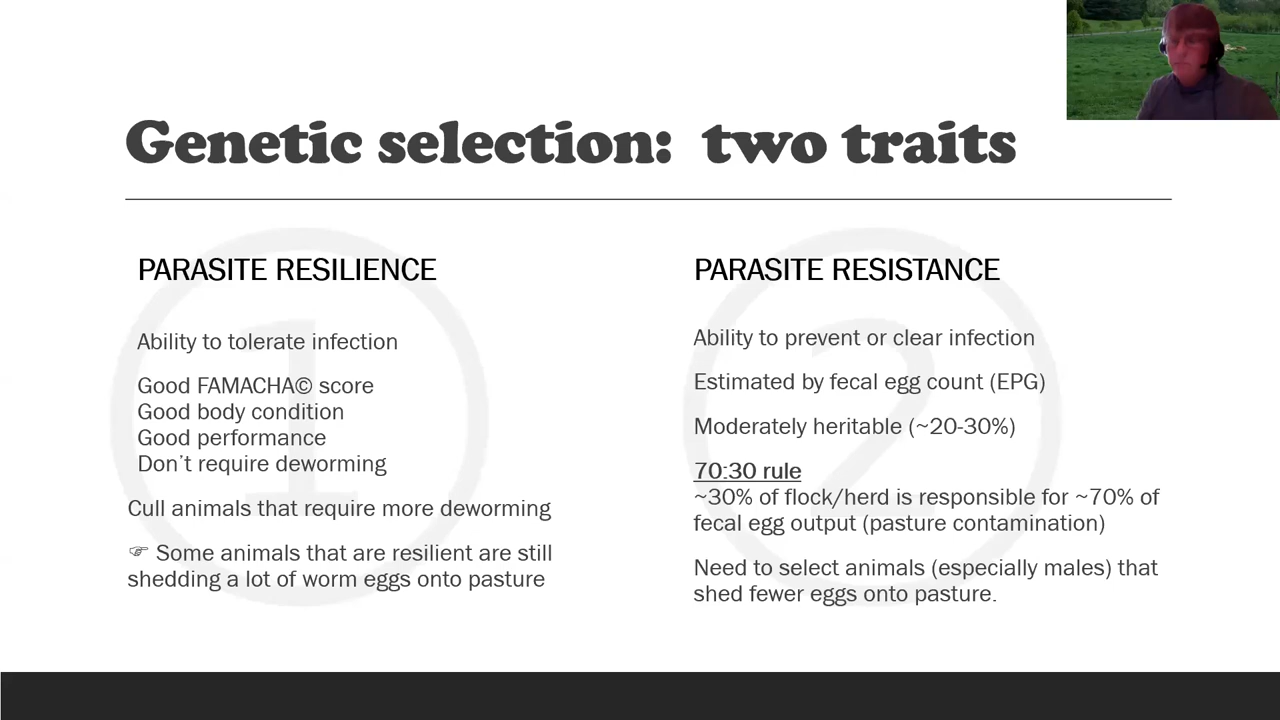 Genetic selection:  two traits
PARASITE RESILIENCE
Ability to tolerate infection
Good FAMACHA© score
Good body condition
Good performance
Don't require deworming
Cull animals that require more deworming
☞ Some animals that are resilient are still
shedding a lot of worm eggs onto pasture
PARASITE RESISTANCE
Ability to prevent or clear infection
Estimated by fecal egg count (EPG)
Moderately heritable (~20-30%)
70:30 rule
~30% of flock/herd is responsible for ~70% of
fecal egg output (pasture contamination)
Need to select animals (especially males) that
shed fewer eggs onto pasture.
1
2